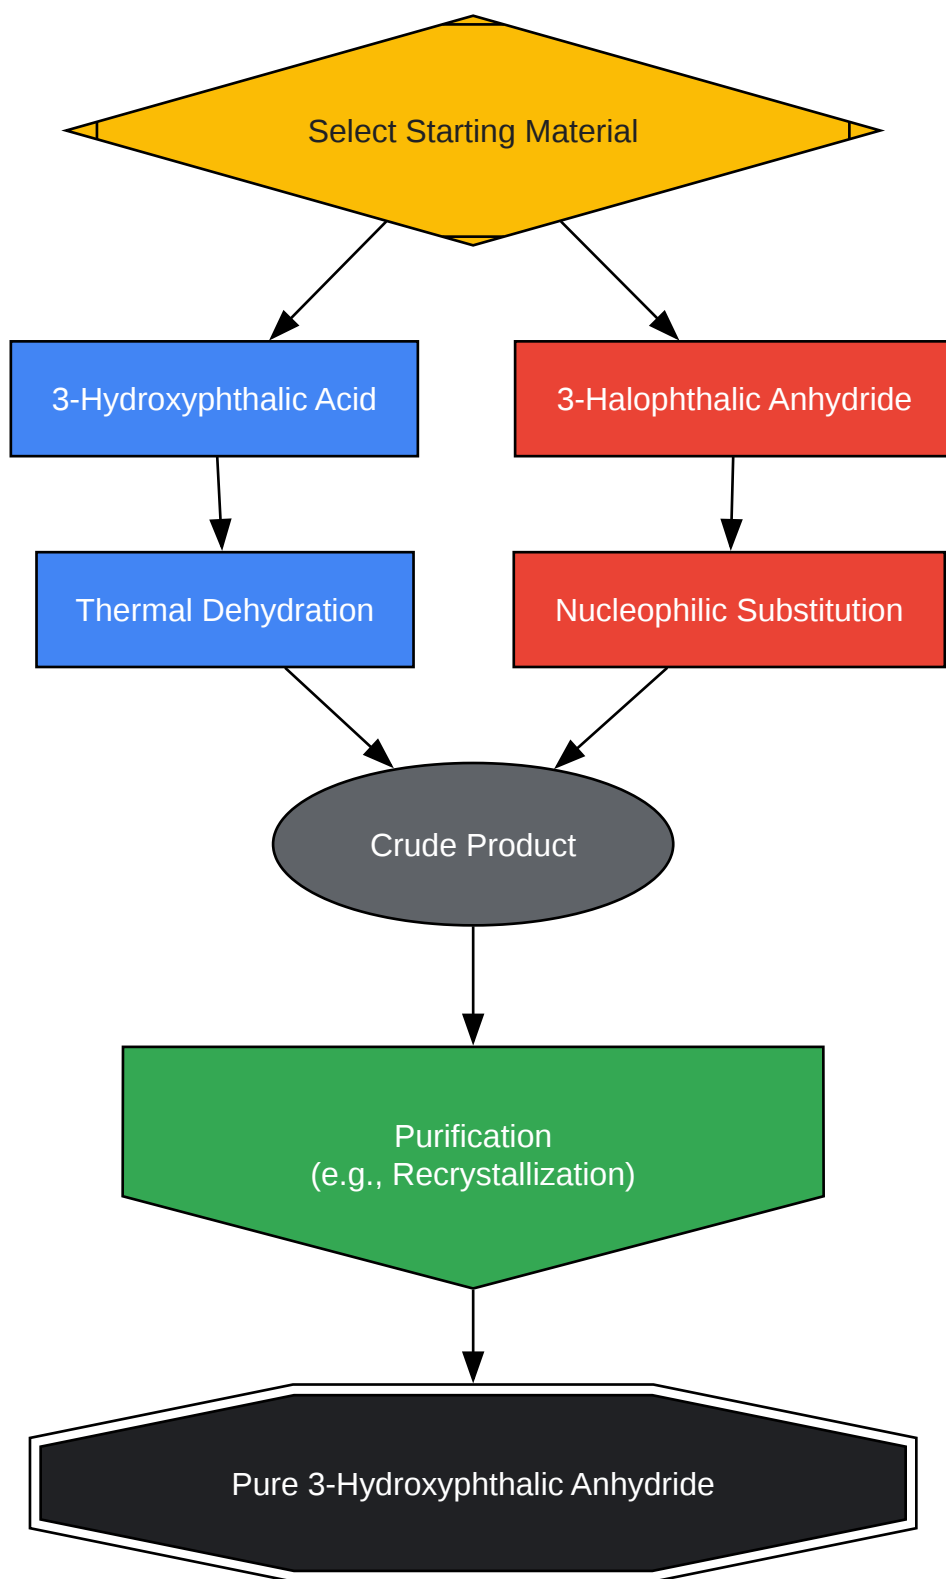 Select Starting Material
3-Hydroxyphthalic Acid
3-Halophthalic Anhydride
Thermal Dehydration
Nucleophilic Substitution
Crude Product
Purification
(e.g., Recrystallization)
Pure 3-Hydroxyphthalic Anhydride